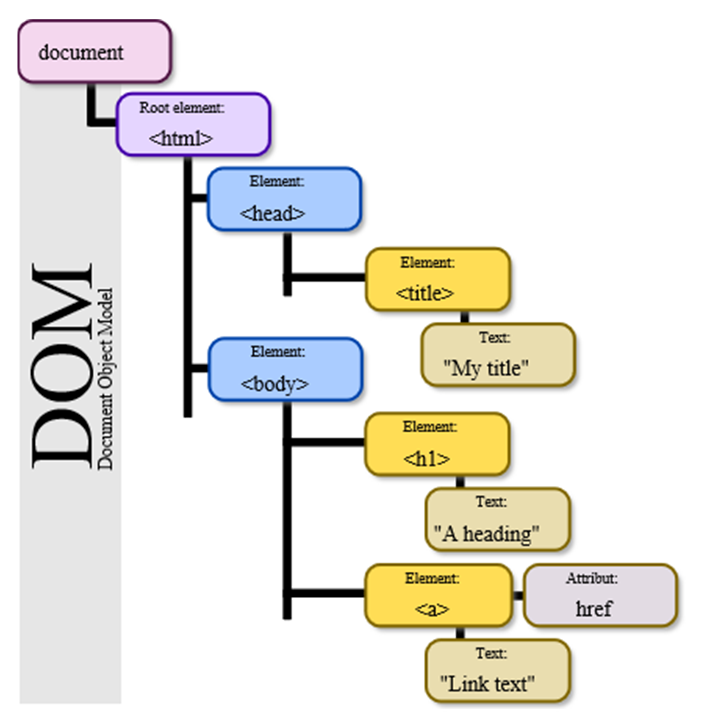 document
Root element:
<html>
Element:
<head>
Element:
<title>
Text:
"My title"
Element:
<body>
Element:
<h1>
Text:
"A heading"
Element:
<a>
Attribut:
href
Text:
"Link text"
DOM
Document Object Model